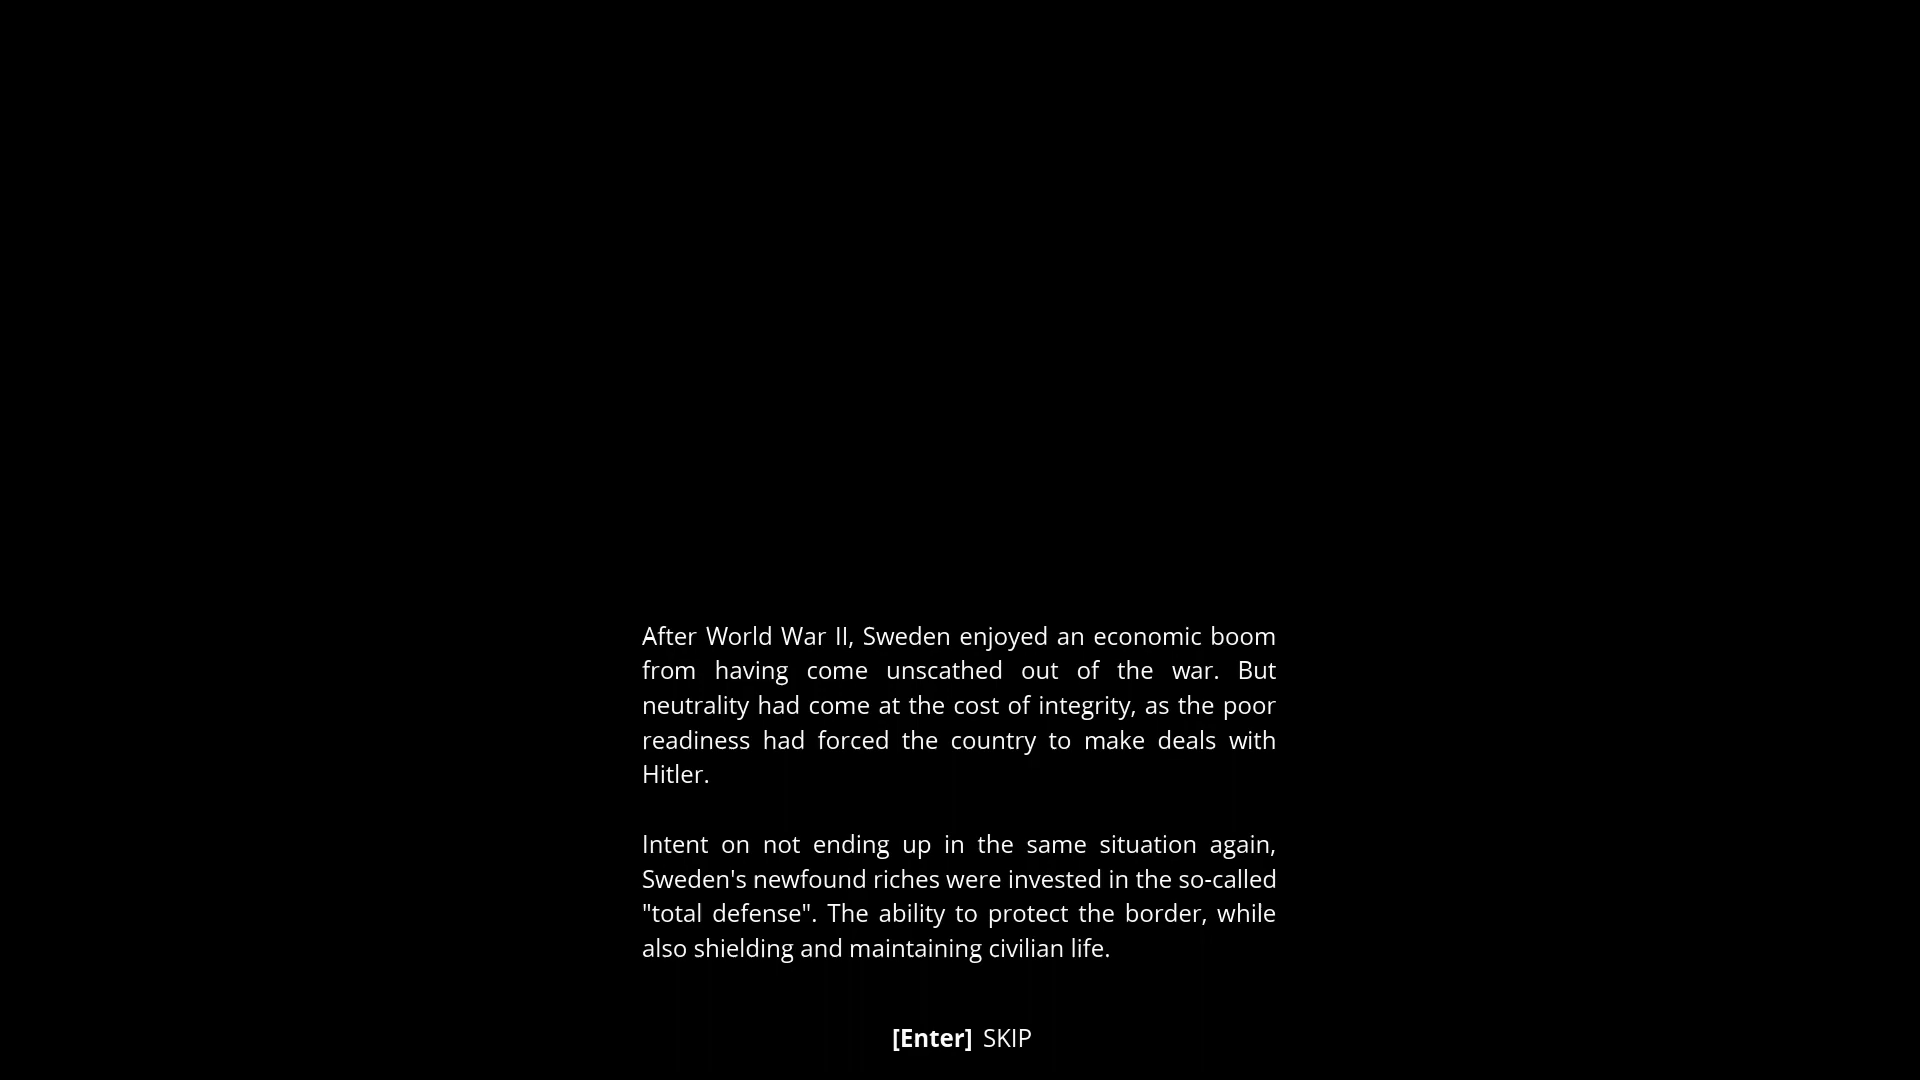 After World War II, Sweden enjoyed an economic boom
from having come unscathed out of the war. But
neutrality had come at the cost of integrity, as the poor
readiness had forced the country to make deals with
Hitler.
Intent on not ending up in the same situation again,
Sweden's newfound riches were invested in the so-called
"total defense". The ability to protect the border, while
also shielding and maintaining civilian life.
[Enter] SKIP